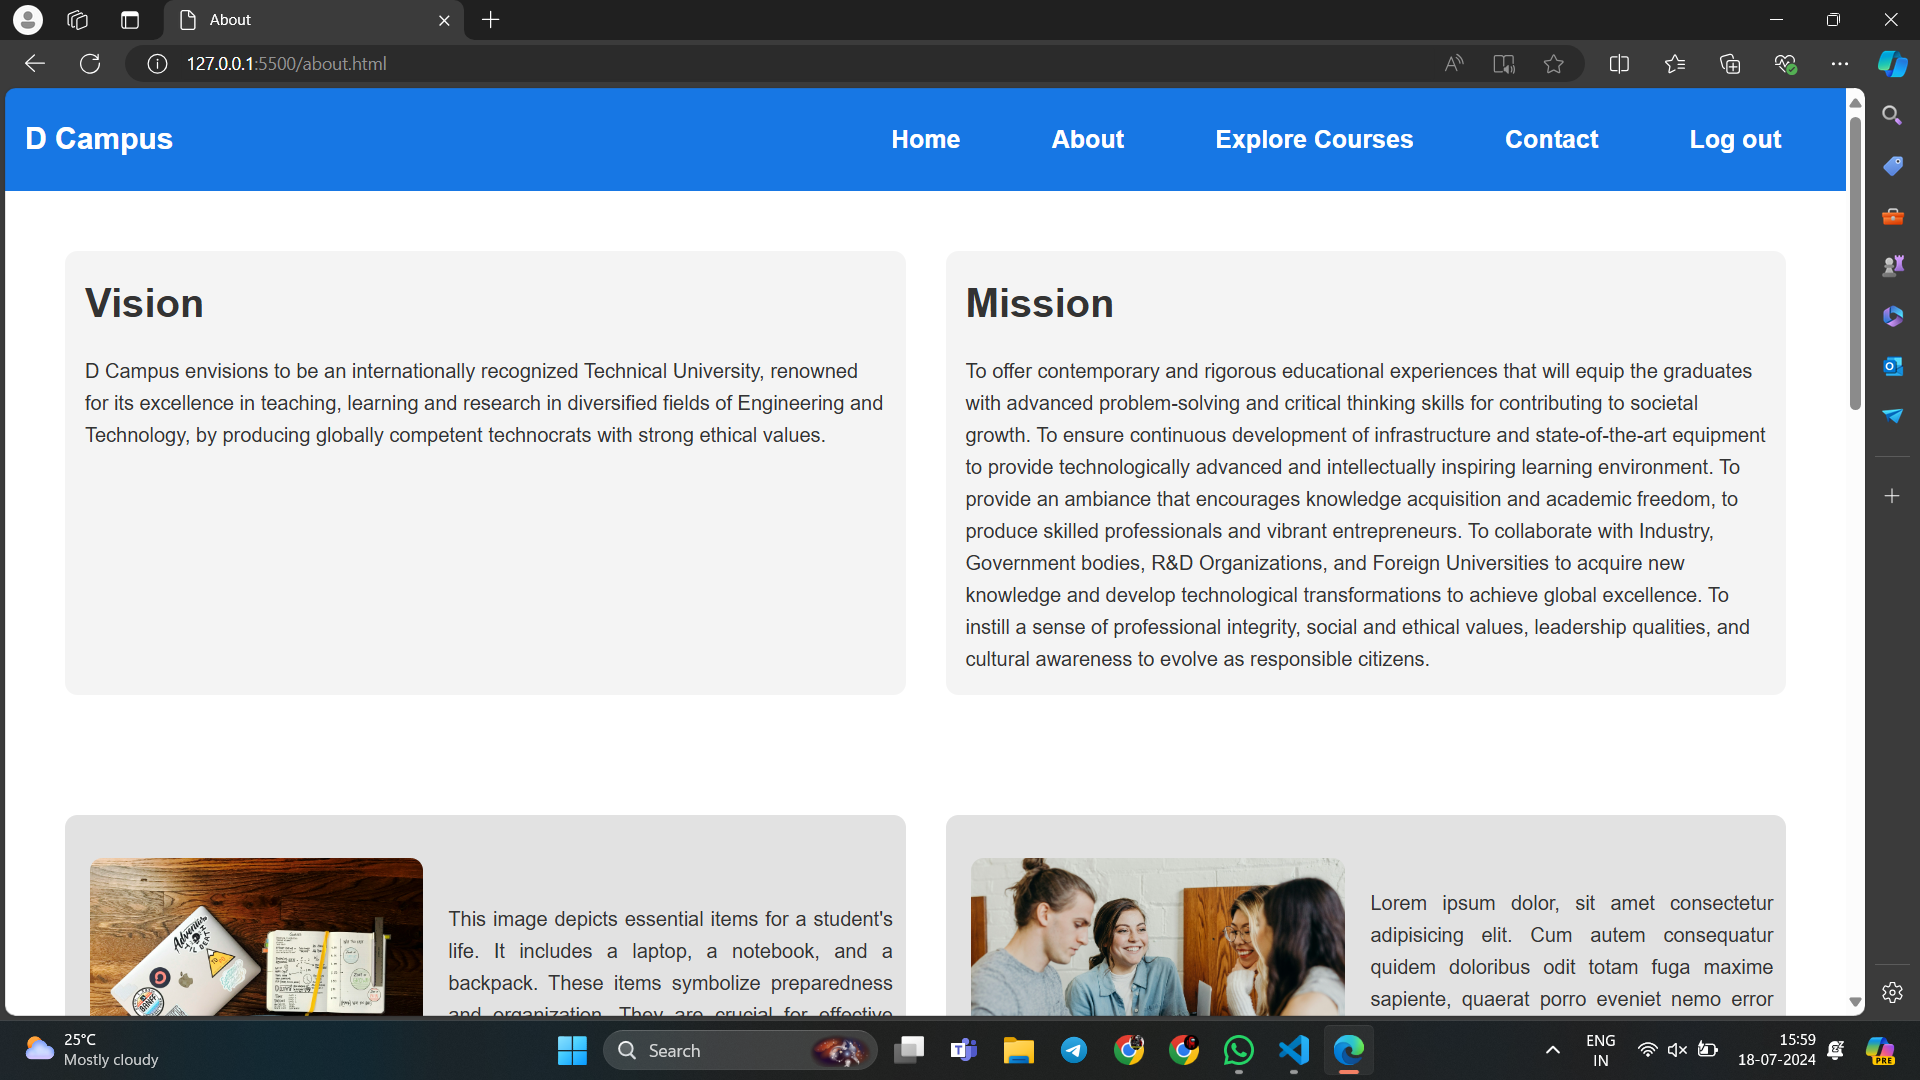 About
127.0.0.1:5500/about.html
D Campus
Home
About
Explore Courses
Contact
Log out
Vision
D Campus envisions to be an internationally recognized Technical University, renowned
for its excellence in teaching, learning and research in diversified fields of Engineering and
Technology, by producing globally competent technocrats with strong ethical values.
Mission
To offer contemporary and rigorous educational experiences that will equip the graduates
with advanced problem-solving and critical thinking skills for contributing to societal
growth. To ensure continuous development of infrastructure and state-of-the-art equipment
to provide technologically advanced and intellectually inspiring learning environment. To
provide an ambiance that encourages knowledge acquisition and academic freedom, to
produce skilled professionals and vibrant entrepreneurs. To collaborate with Industry,
Government bodies, R&D Organizations, and Foreign Universities to acquire new
knowledge and develop technological transformations to achieve global excellence. To
instill a sense of professional integrity, social and ethical values, leadership qualities, and
cultural awareness to evolve as responsible citizens.
This image depicts essential items for a student's
life. It includes a laptop, a notebook, and a
backpack. These items symbolize preparedness
and organization. They are crucial for effective
Lorem ipsum dolor, sit amet consectetur
adipisicing elit. Cum autem consequatur
quidem doloribus odit totam fuga maxime
sapiente, quaerat porro eveniet nemo error
25°C
Mostly cloudy
Search
ENG
IN
15:59
18-07-2024
PRE